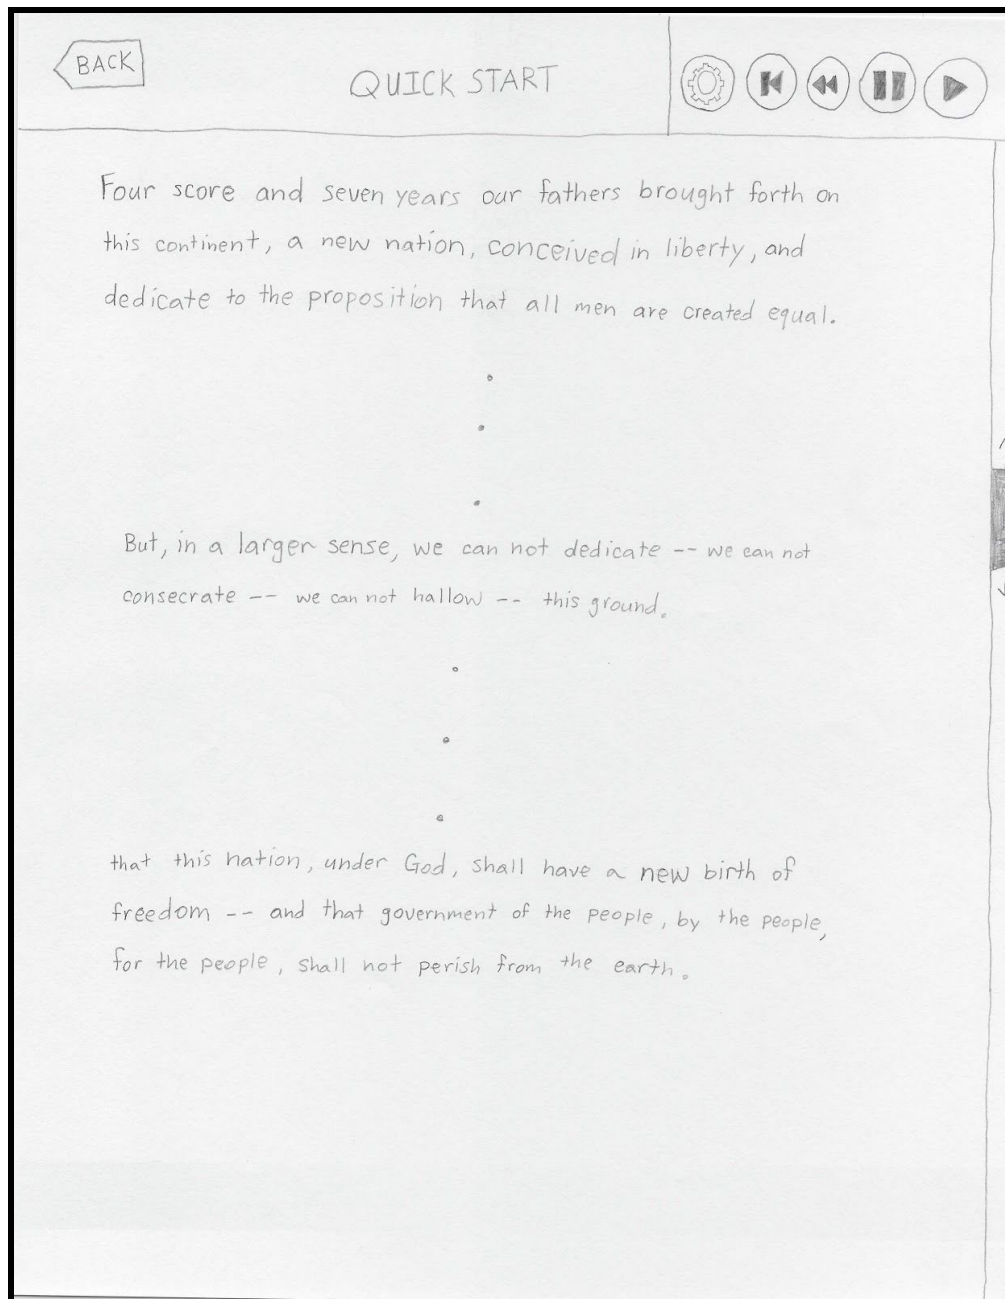 BACK
QUICK START
Four score and seven years our fathers brought forth on
this continent, a new nation, conceived in liberty, and
dedicate to the proposition that all men are created equal.
But, in a larger sense, we can not dedicate -- we can not
consecrate -- we can not hallow -- this ground.
that this nation, under God, shall have a new birth of
freedom -- and that government of the people, by the people,
for the people, shall not perish from the earth.